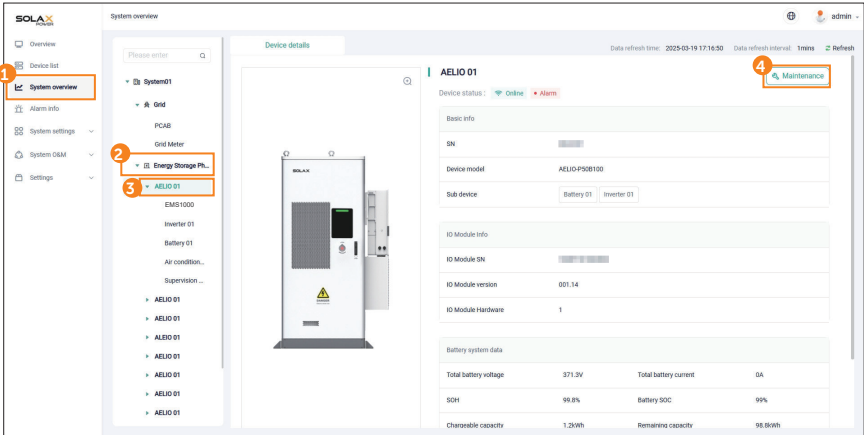 SOLAX
POWER
System overview
admin
Overview
Device list
1
System overview
Alarm info
System settings
System O&M
Settings
Please enter
System01
Grid
PCAB
Grid Meter
2
Energy Storage Ph...
3
AELIO 01
EMS1000
Inverter 01
Battery 01
Air condition...
Supervision ...
AELIO 01
AELIO 01
ALEIO 01
AELIO 01
AELIO 01
AELIO 01
AELIO 01
Device details
Data refresh time: 2025-03-19 17:16:50 Data refresh interval: 1mins Refresh
SOLAX
DANGER
AELIO 01
4
Maintenance
Device status : Online Alarm
Basic info
SN
Device model AELIO-P50B100
Sub device Battery 01 Inverter 01
IO Module Info
IO Module SN
IO Module version 001.14
IO Module Hardware 1
Battery system data
Total battery voltage 371.3V Total battery current 0A
SOH 99.8% Battery SOC 99%
Chargeable capacity 1.2kWh Remaining capacity 98.8kWh